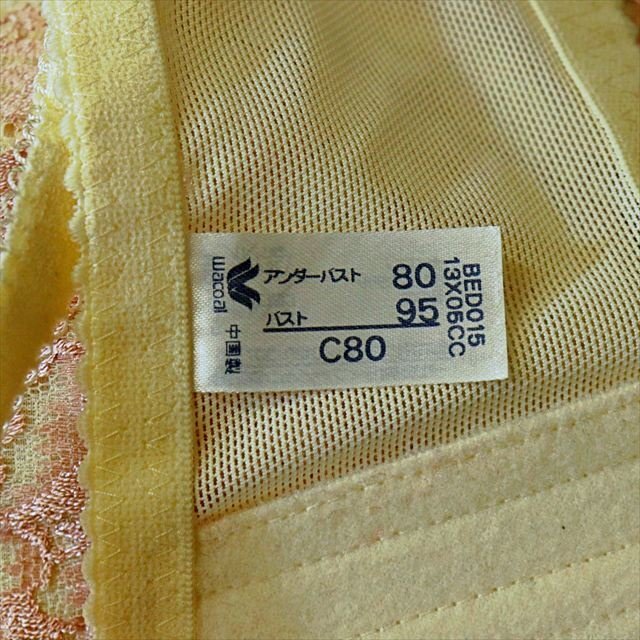 Wacoal
中国製
アンダーバスト 80
バスト 95
C80
BED015
13X05CC